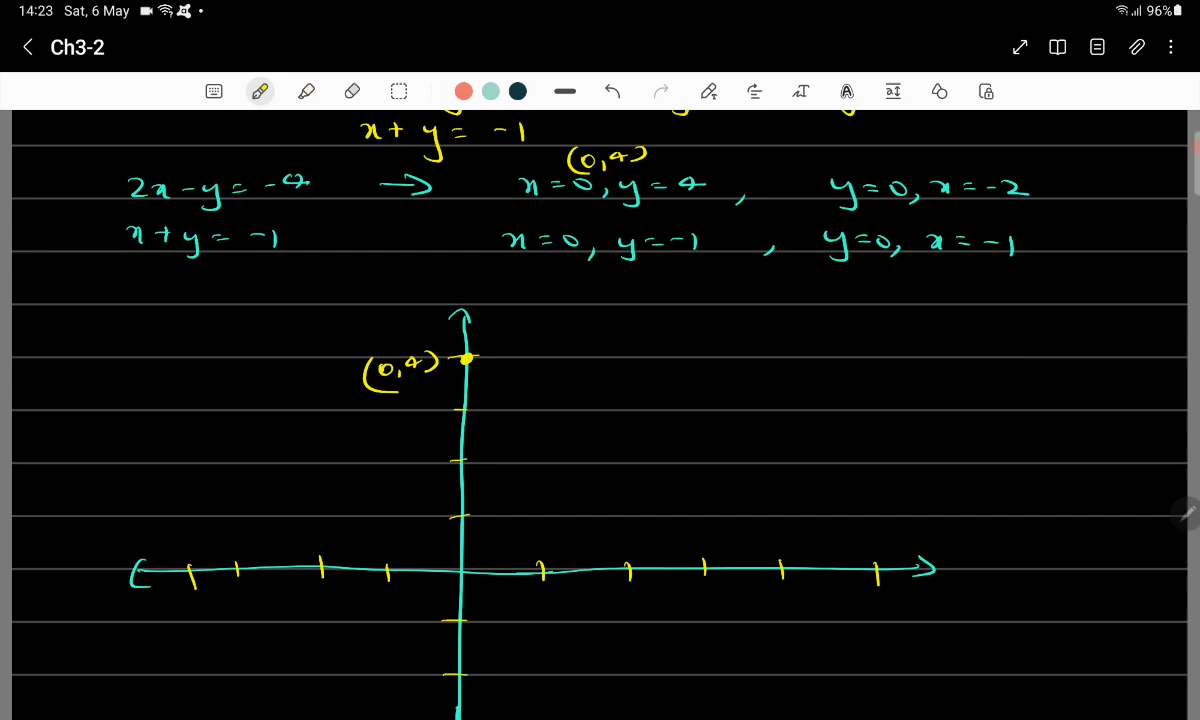 14:23 Sat, 6 May 96%
Ch3-2
x + y = -1
(0,4)
2x - y = -4 → x = 0, y = 4 , y = 0, x = -2
x + y = -1 x = 0, y = -1 , y = 0, x = -1
(0,4)